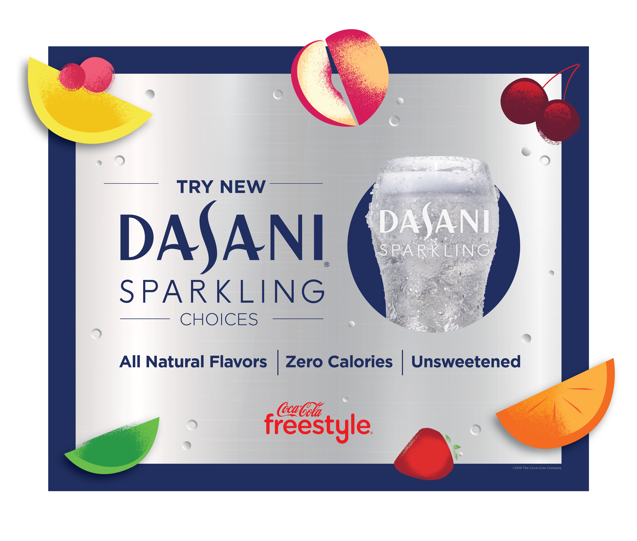 TRY NEW
DASANI®
SPARKLING
CHOICES
DASANI
SPARKLING
All Natural Flavors | Zero Calories | Unsweetened
Coca-Cola
freestyle